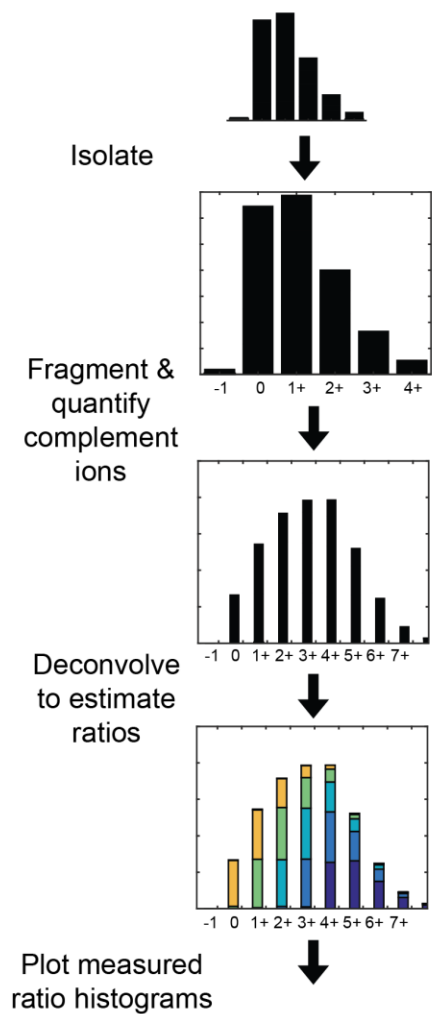 Isolate
-1 0 1+ 2+ 3+ 4+
Fragment &
quantify
complement
ions
-1 0 1+ 2+ 3+ 4+ 5+ 6+ 7+
Deconvolve
to estimate
ratios
-1 0 1+ 2+ 3+ 4+ 5+ 6+ 7+
Plot measured
ratio histograms